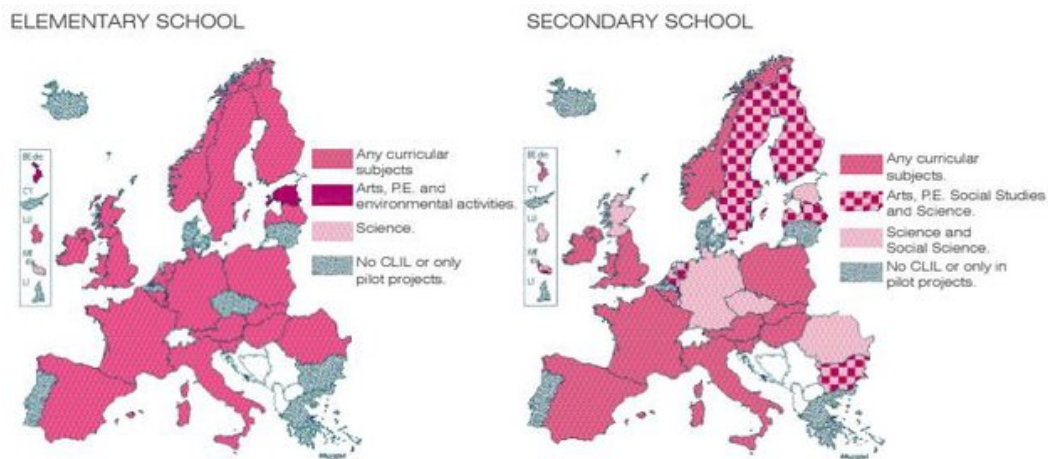 ELEMENTARY SCHOOL
SECONDARY SCHOOL
BE de
CY
LU
LI
Any curricular
subjects
Arts, P.E. and
environmental activities.
Science.
No CLIL or only
pilot projects.
CY
LU
LI
Any curricular
subjects.
Arts, P.E. Social Studies
and Science.
Science and
Social Science.
No CLIL or only in
pilot projects.